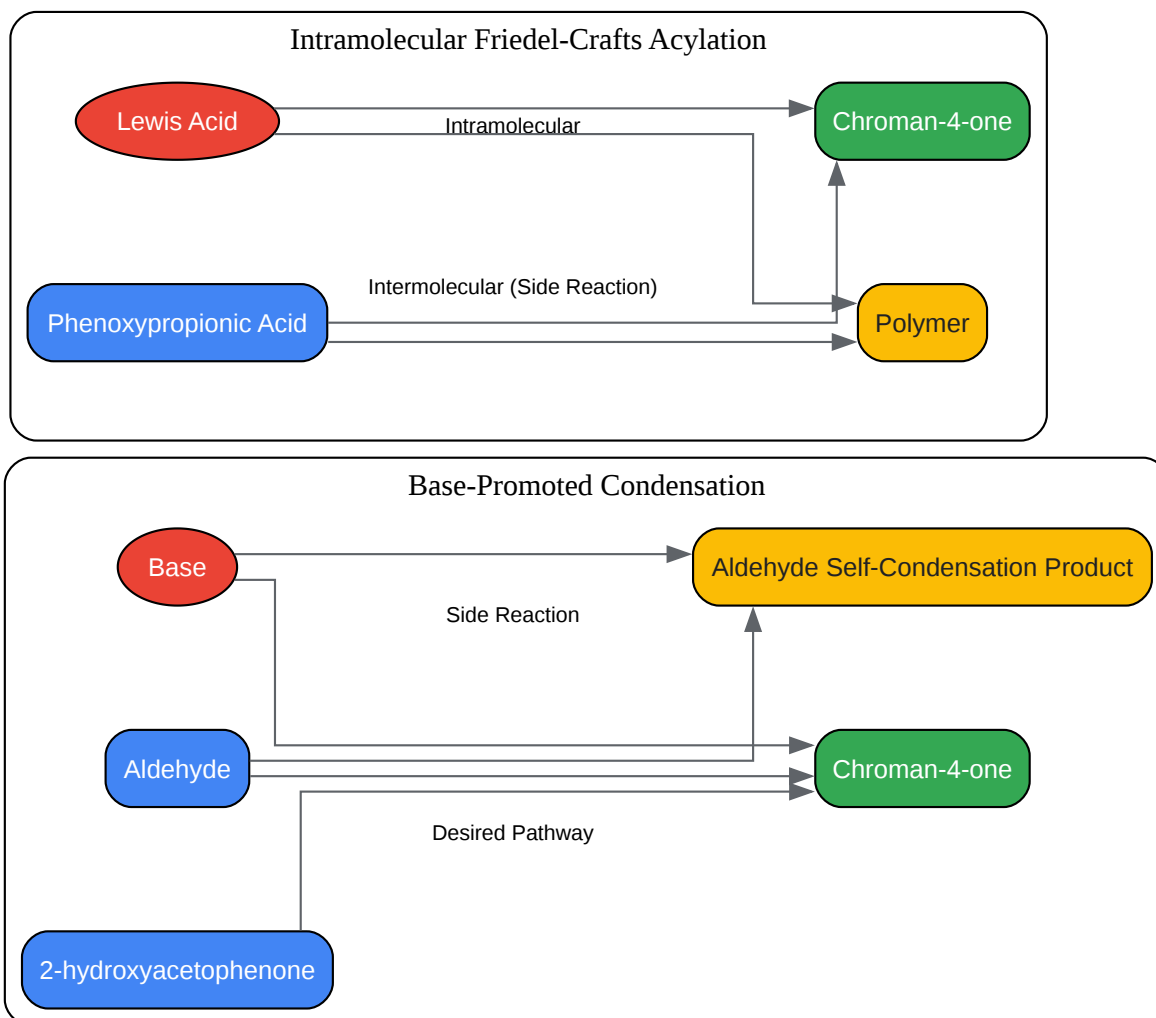 Intramolecular Friedel-Crafts Acylation
Lewis Acid
Intramolecular
Chroman-4-one
Intermolecular (Side Reaction)
Phenoxypropionic Acid
Polymer
Base-Promoted Condensation
Base
Aldehyde Self-Condensation Product
Side Reaction
Aldehyde
Chroman-4-one
Desired Pathway
2-hydroxyacetophenone